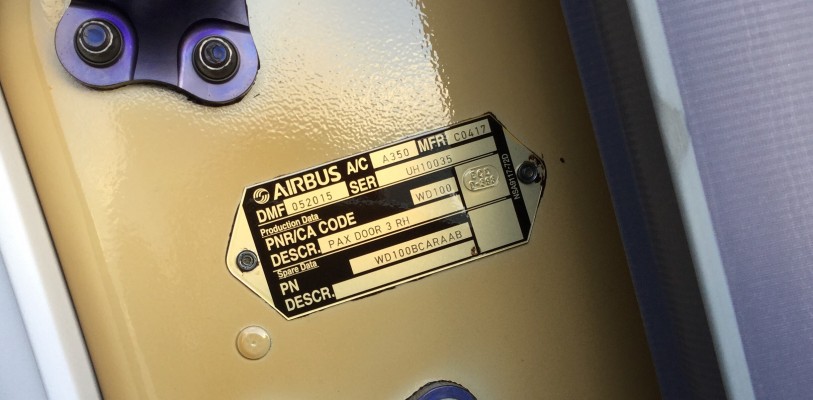 AIRBUS A/C A350 MFR C0417
DMF 052015 SER UH10035
Production Data
PNR/CA CODE WD100
DESCR. PAX DOOR 3 RH
Spare Data
PN WD100BCARAAB
DESCR.